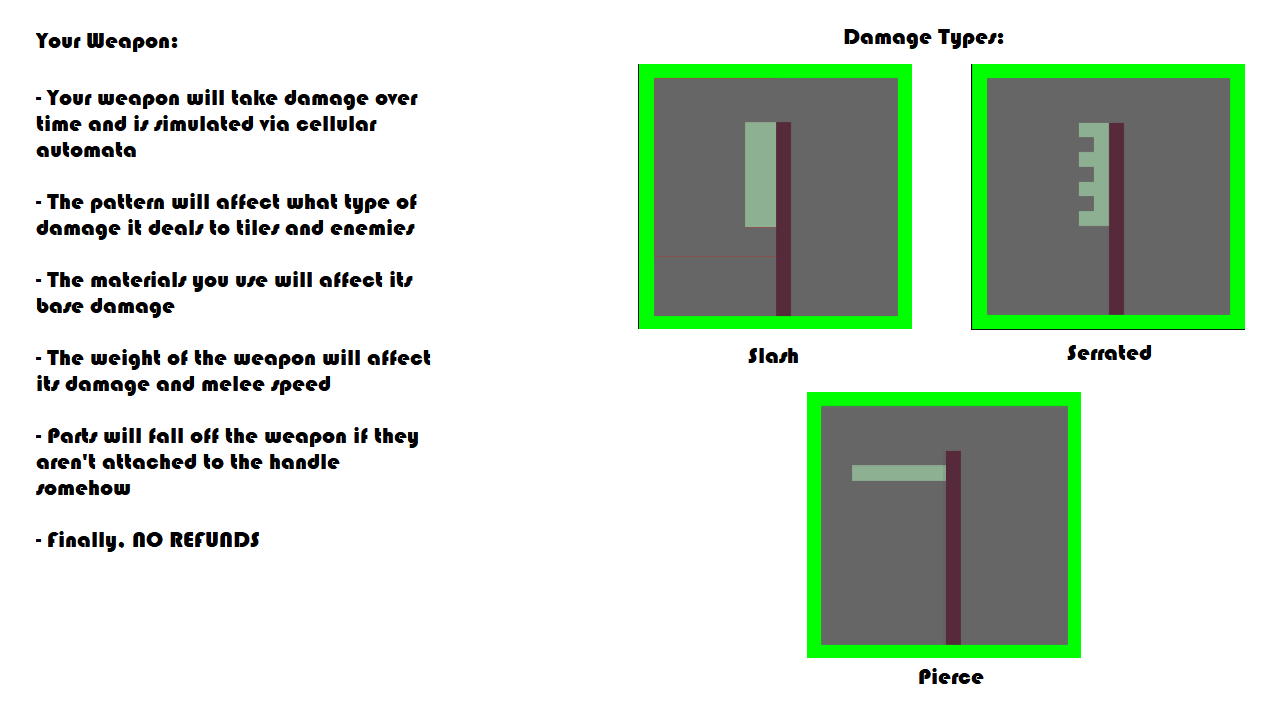 Your Weapon:
- Your weapon will take damage over
time and is simulated via cellular
automata
- The pattern will affect what type of
damage it deals to tiles and enemies
- The materials you use will affect its
base damage
- The weight of the weapon will affect
its damage and melee speed
- Parts will fall off the weapon if they
aren't attached to the handle
somehow
- Finally, NO REFUNDS
Damage Types:
Slash
Serrated
Pierce